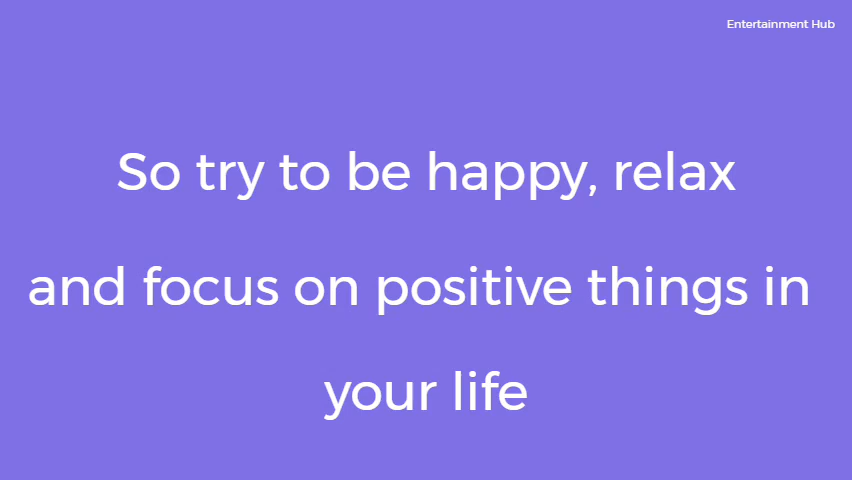 Entertainment Hub
So try to be happy, relax
and focus on positive things in
your life